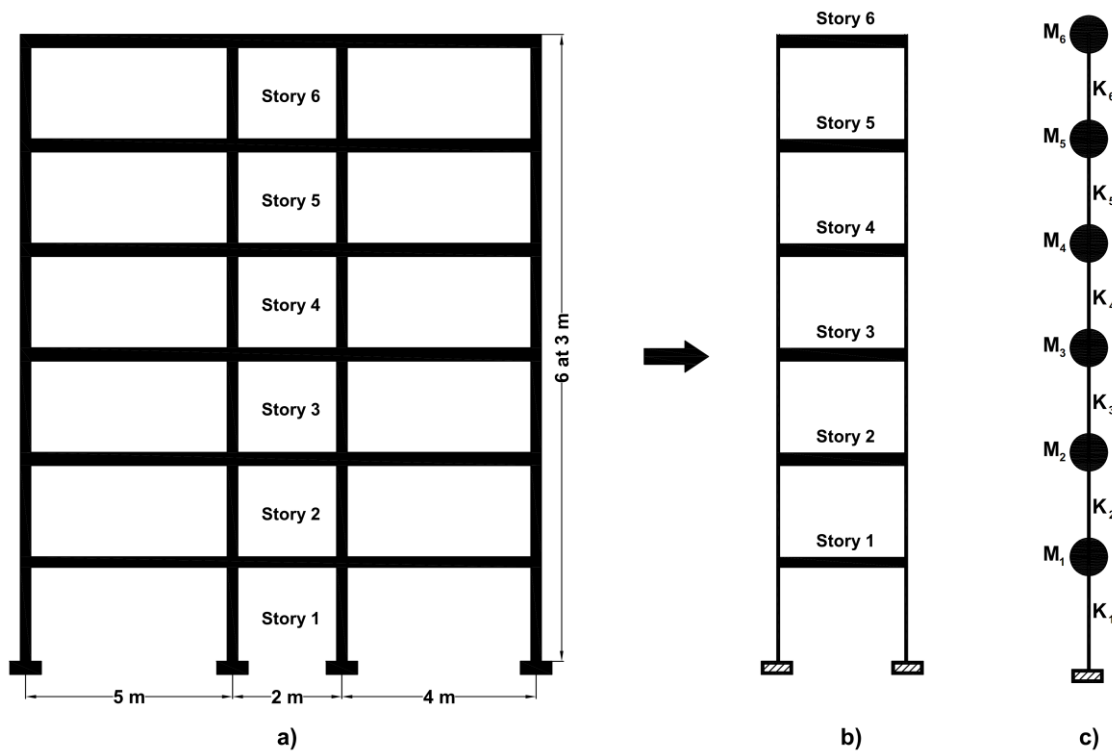 Story 6
Story 5
Story 4
Story 3
Story 2
Story 1
6 at 3 m
5 m
2 m
4 m
a)
Story 6
Story 5
Story 4
Story 3
Story 2
Story 1
b)
M₆
K₆
M₅
K₅
M₄
K₄
M₃
K₃
M₂
K₂
M₁
K₁
c)